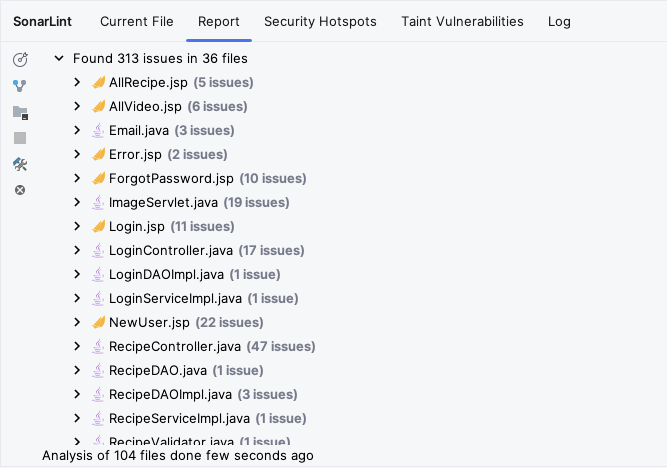 SonarLint Current File Report Security Hotspots Taint Vulnerabilities Log
Found 313 issues in 36 files
AllRecipe.jsp (5 issues)
AllVideo.jsp (6 issues)
Email.java (3 issues)
Error.jsp (2 issues)
ForgotPassword.jsp (10 issues)
ImageServlet.java (19 issues)
Login.jsp (11 issues)
LoginController.java (17 issues)
LoginDAOImpl.java (1 issue)
LoginServiceImpl.java (1 issue)
NewUser.jsp (22 issues)
RecipeController.java (47 issues)
RecipeDAO.java (1 issue)
RecipeDAOImpl.java (3 issues)
RecipeServiceImpl.java (1 issue)
RecipeValidator.java (1 issue)
Analysis of 104 files done few seconds ago